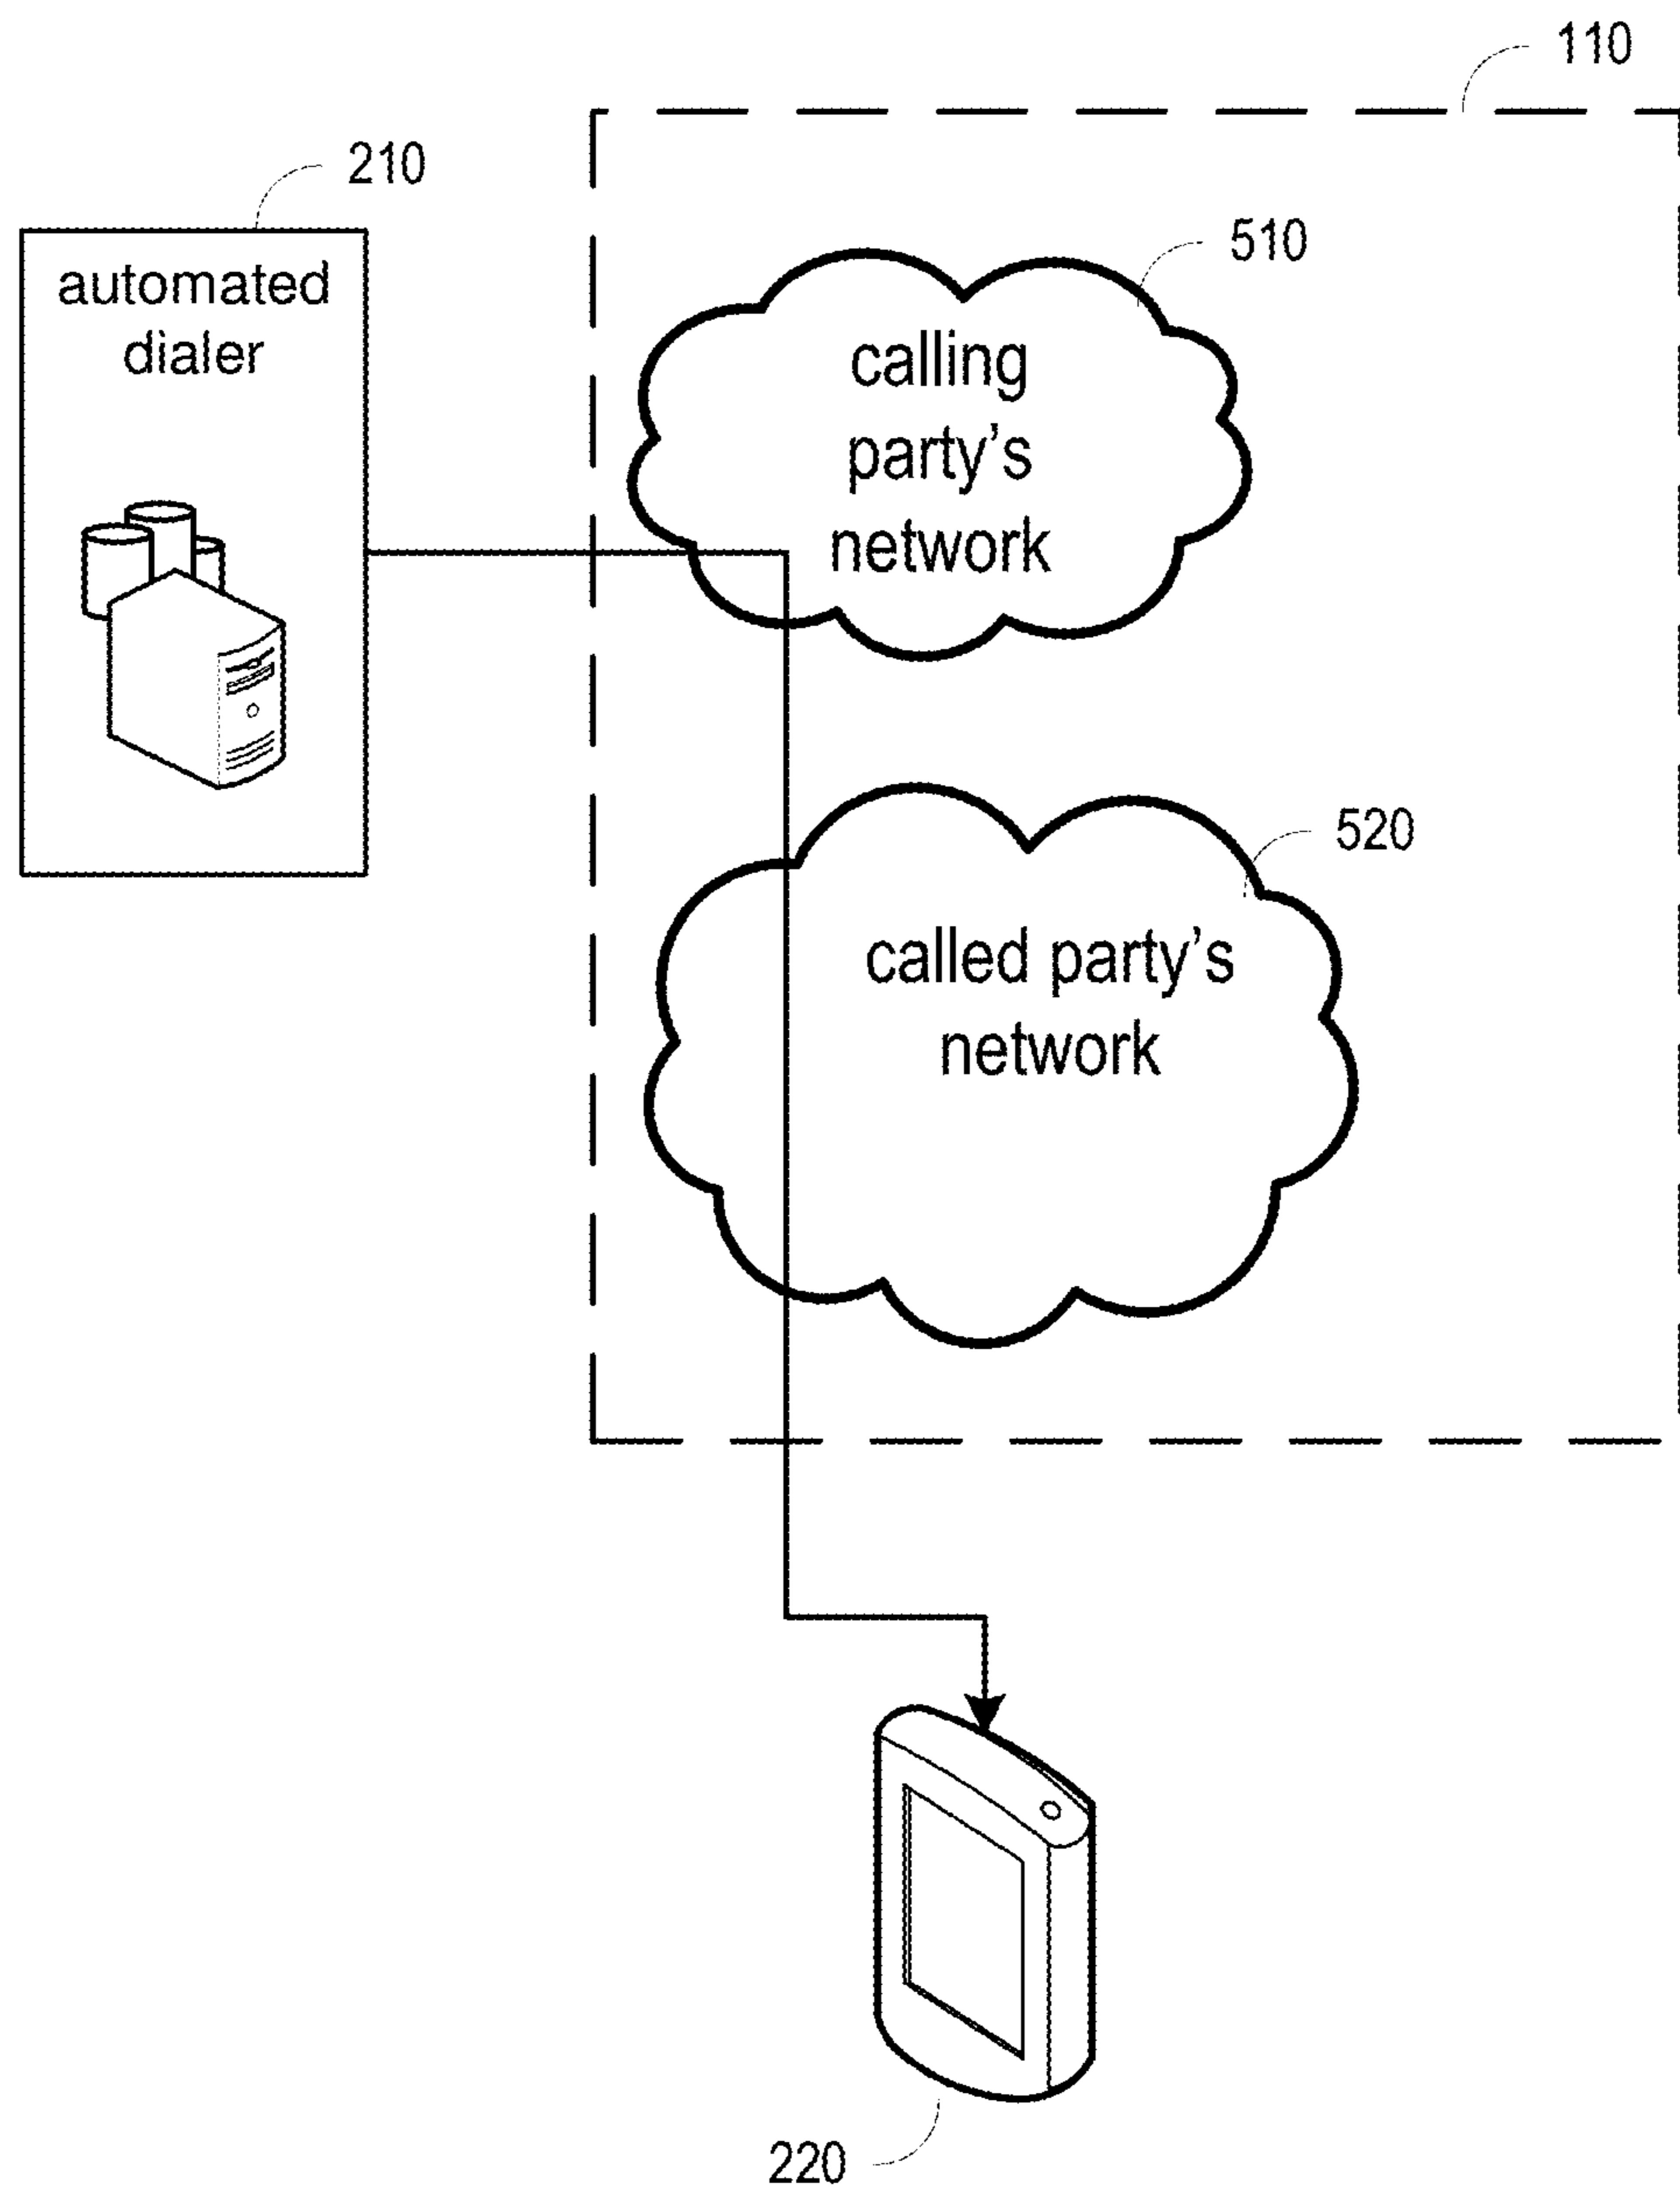 110
210
automated
dialer
510
calling
party's
network
520
called party's
network
220